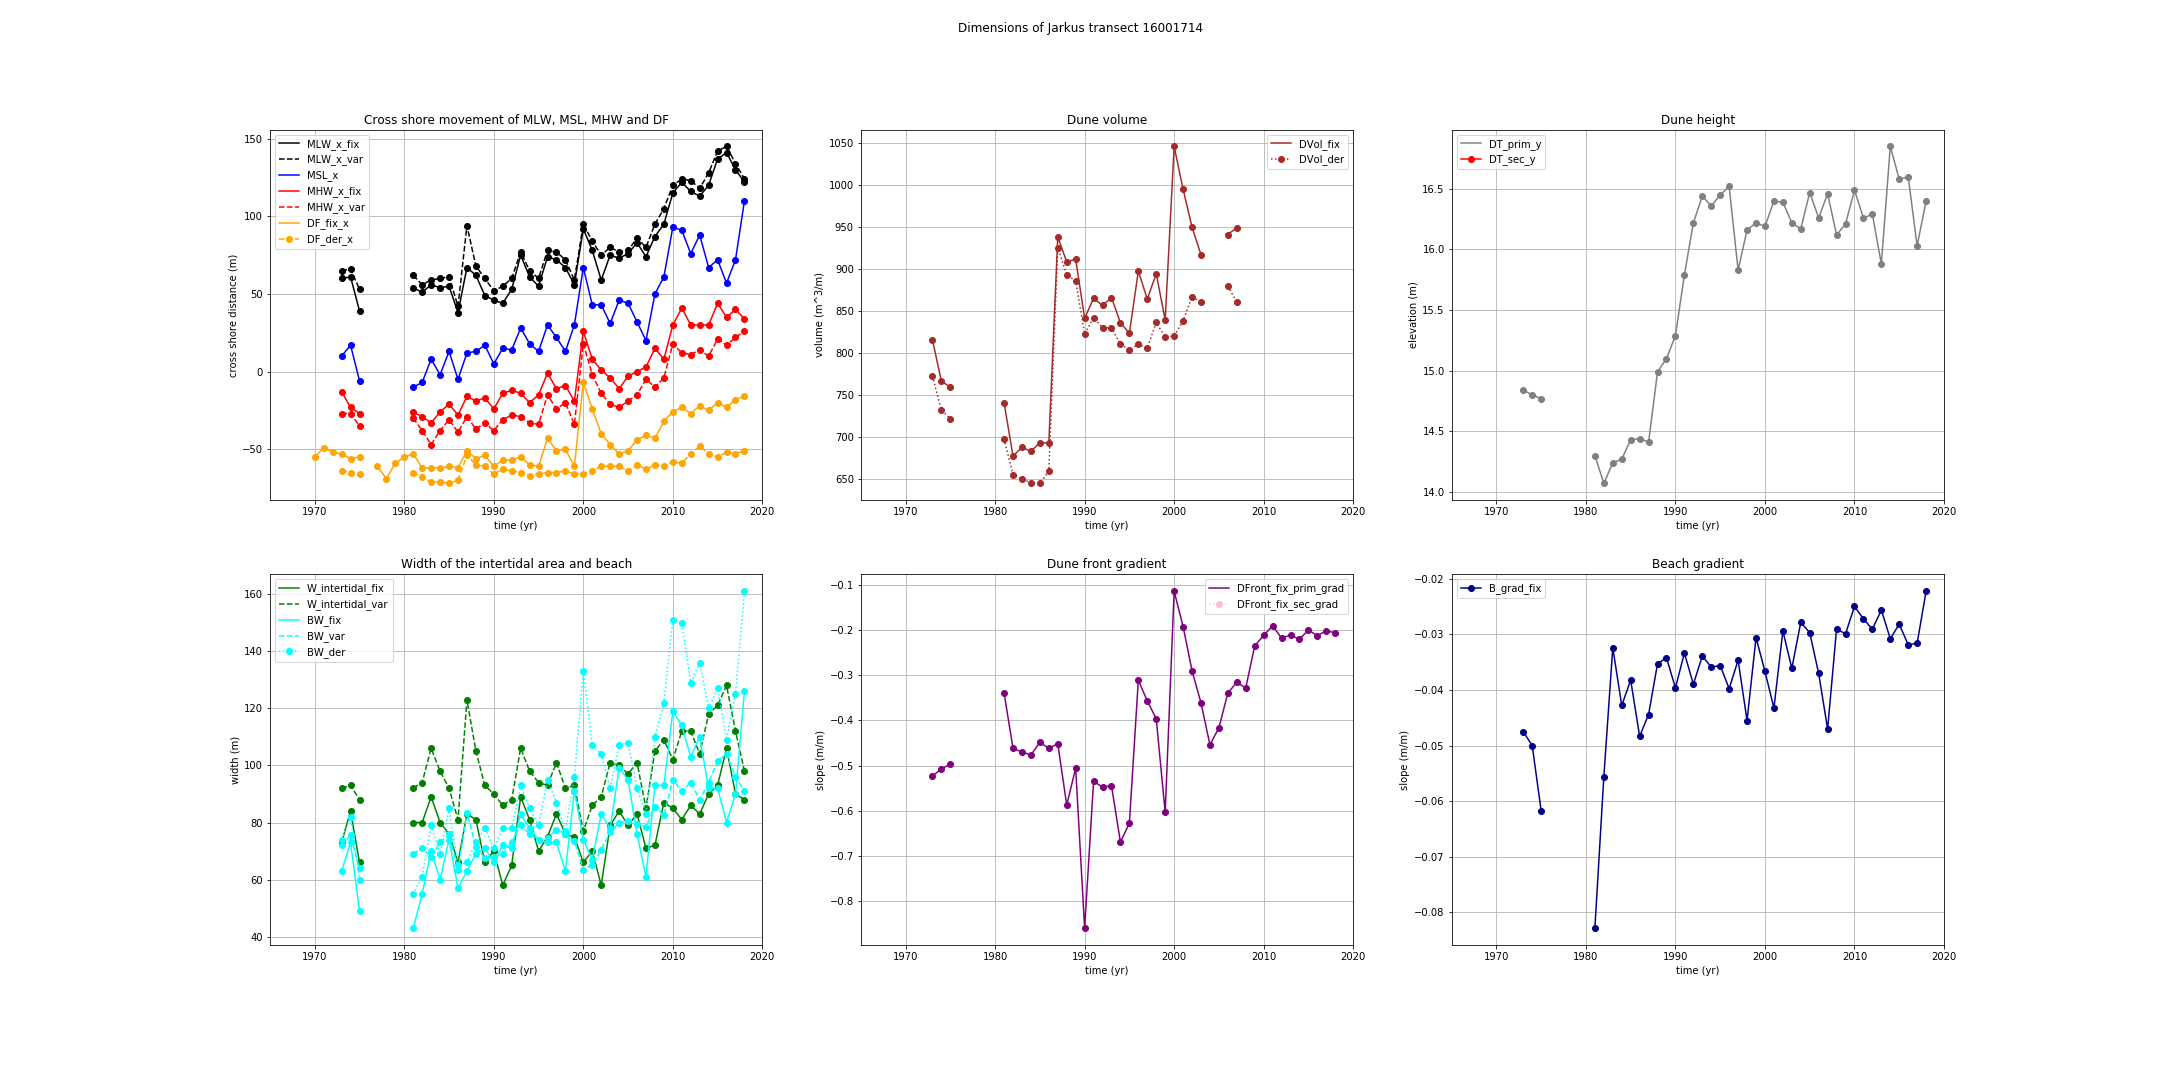 Dimensions of Jarkus transect 16001714
Cross shore movement of MLW, MSL, MHW and DF
cross shore distance (m)
150
100
50
0
−50
MLW_x_fix
MLW_x_var
MSL_x
MHW_x_fix
MHW_x_var
DF_fix_x
DF_der_x
1970 1980 1990 2000 2010 2020
time (yr)
Dune volume
volume (m^3/m)
1050
1000
950
900
850
800
750
700
650
DVol_fix
DVol_der
1970 1980 1990 2000 2010 2020
time (yr)
Dune height
elevation (m)
16.5
16.0
15.5
15.0
14.5
14.0
DT_prim_y
DT_sec_y
1970 1980 1990 2000 2010 2020
time (yr)
Width of the intertidal area and beach
width (m)
160
140
120
100
80
60
40
W_intertidal_fix
W_intertidal_var
BW_fix
BW_var
BW_der
1970 1980 1990 2000 2010 2020
time (yr)
Dune front gradient
slope (m/m)
−0.1
−0.2
−0.3
−0.4
−0.5
−0.6
−0.7
−0.8
DFront_fix_prim_grad
DFront_fix_sec_grad
1970 1980 1990 2000 2010 2020
time (yr)
Beach gradient
slope (m/m)
−0.02
−0.03
−0.04
−0.05
−0.06
−0.07
−0.08
B_grad_fix
1970 1980 1990 2000 2010 2020
time (yr)